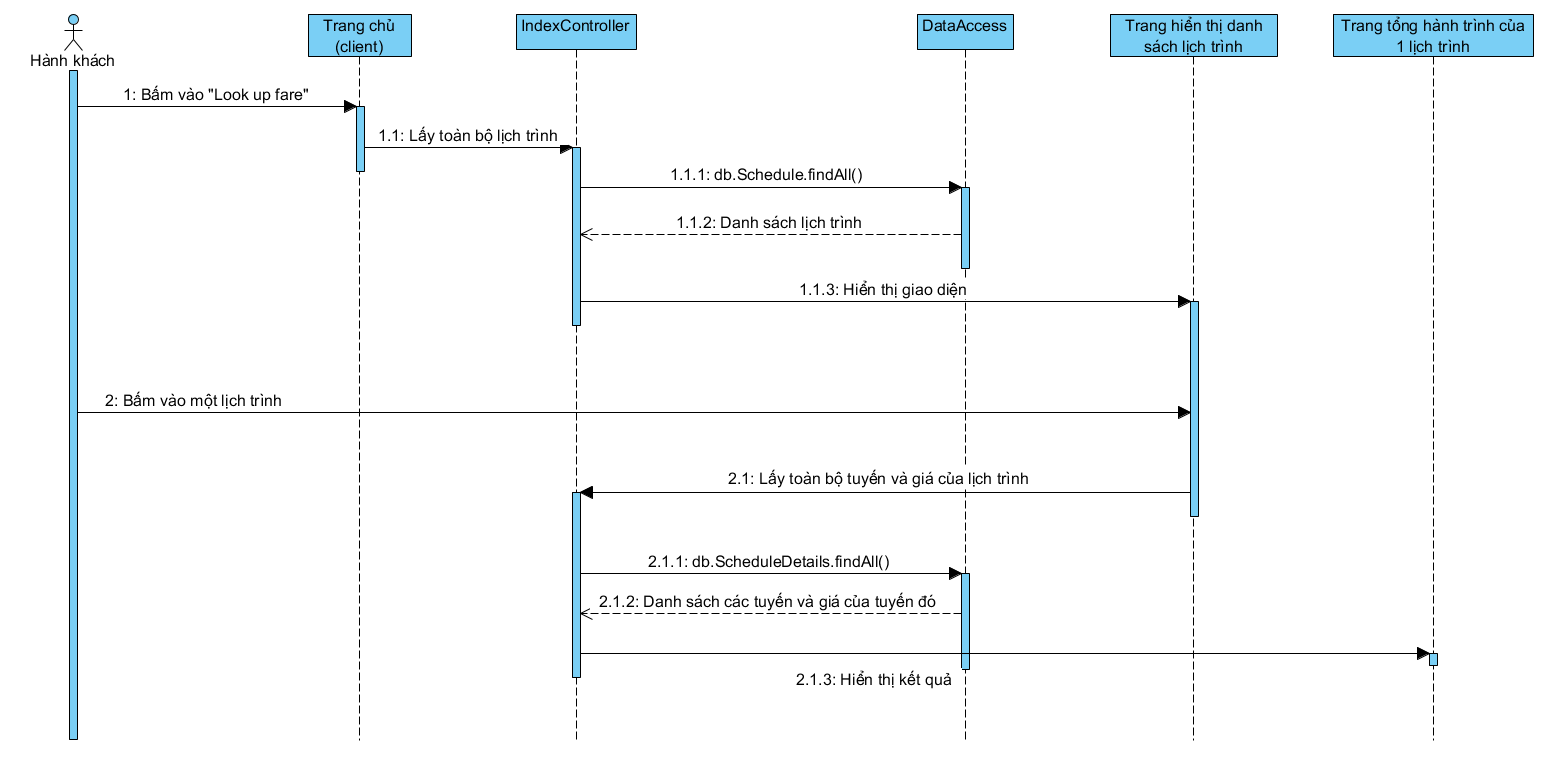 Hành khách
Trang chủ
(client)
IndexController
DataAccess
Trang hiển thị danh
sách lịch trình
Trang tổng hành trình của
1 lịch trình
1: Bấm vào "Look up fare"
1.1: Lấy toàn bộ lịch trình
1.1.1: db.Schedule.findAll()
1.1.2: Danh sách lịch trình
1.1.3: Hiển thị giao diện
2: Bấm vào một lịch trình
2.1: Lấy toàn bộ tuyến và giá của lịch trình
2.1.1: db.ScheduleDetails.findAll()
2.1.2: Danh sách các tuyến và giá của tuyến đó
2.1.3: Hiển thị kết quả